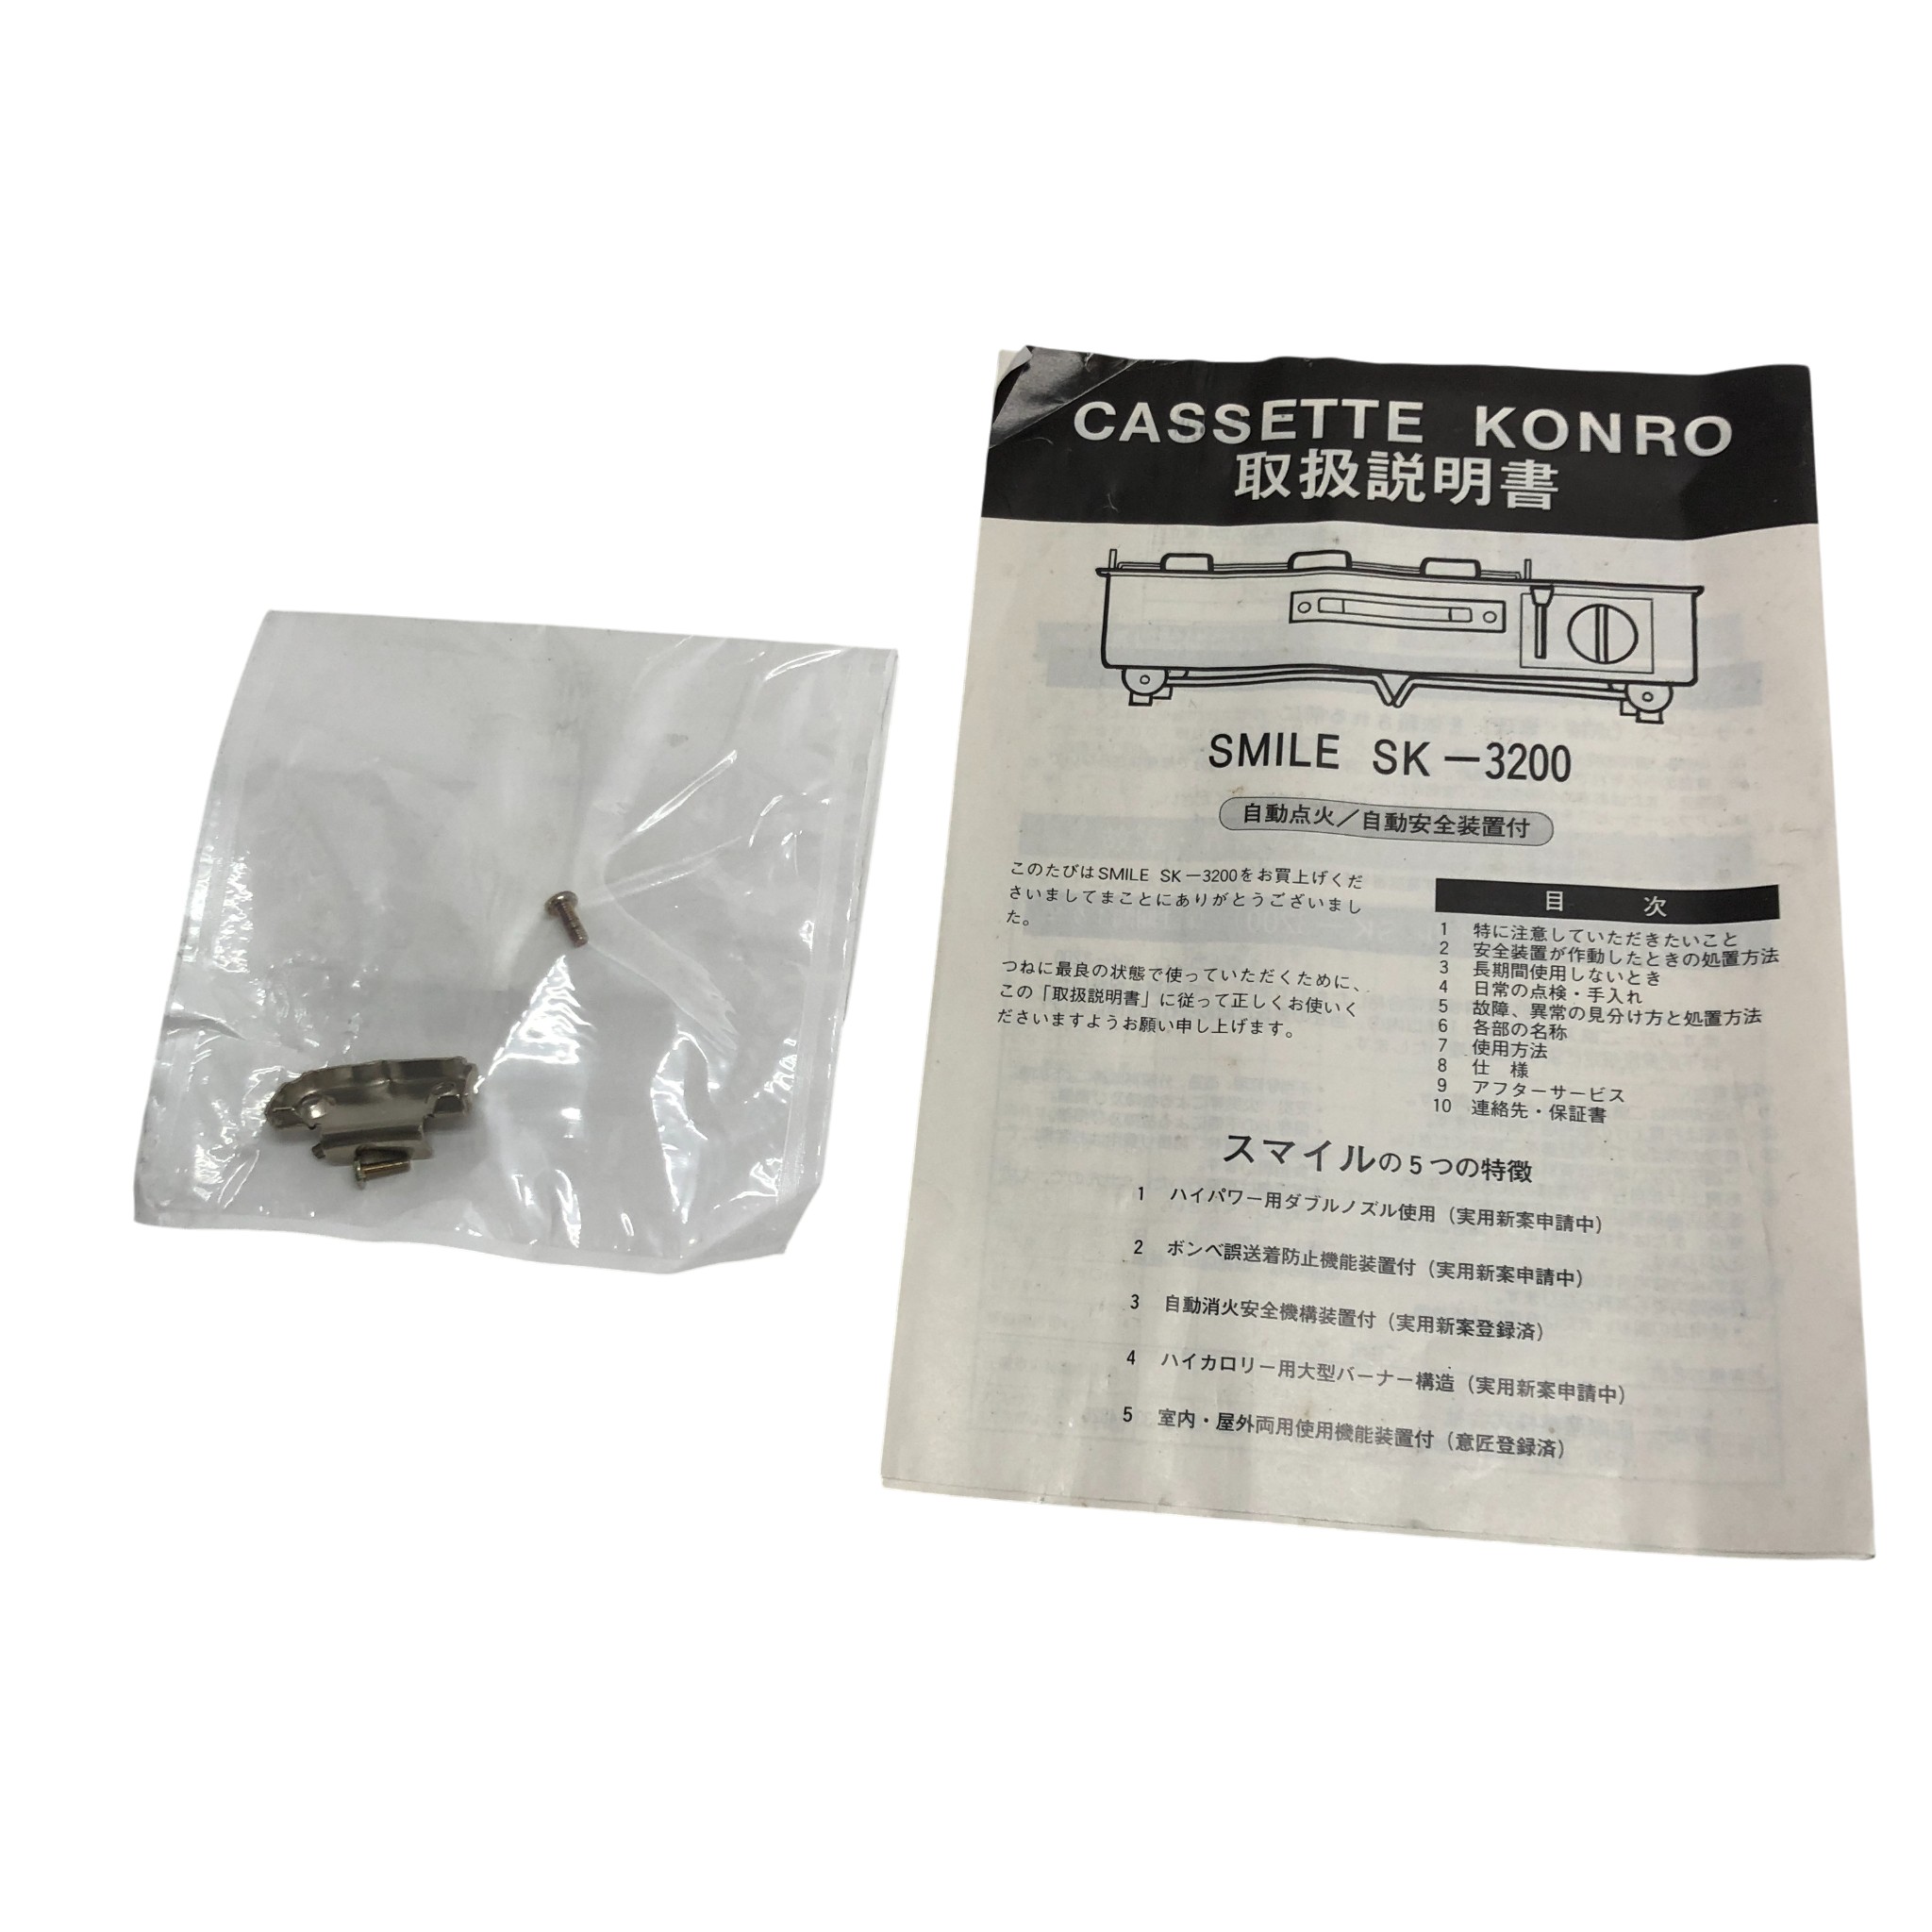 CASSETTE KONRO
取扱説明書
SMILE SK－3200
自動点火／自動安全装置付
このたびはSMILE SK－3200をお買上げくだ
さいましてまことにありがとうございまし
た。
つねに最良の状態で使っていただくために、
この「取扱説明書」に従って正しくお使いく
ださいますようお願い申し上げます。
目 次
1 特に注意していただきたいこと
2 安全装置が作動したときの処置方法
3 長期間使用しないとき
4 日常の点検・手入れ
5 故障、異常の見分け方と処置方法
6 各部の名称
7 使用方法
8 仕 様
9 アフターサービス
10 連絡先・保証書
スマイルの5つの特徴
1 ハイパワー用ダブルノズル使用（実用新案申請中）
2 ボンベ誤送着防止機能装置付（実用新案申請中）
3 自動消火安全機構装置付（実用新案登録済）
4 ハイカロリー用大型バーナー構造（実用新案申請中）
5 室内・屋外両用使用機能装置付（意匠登録済）